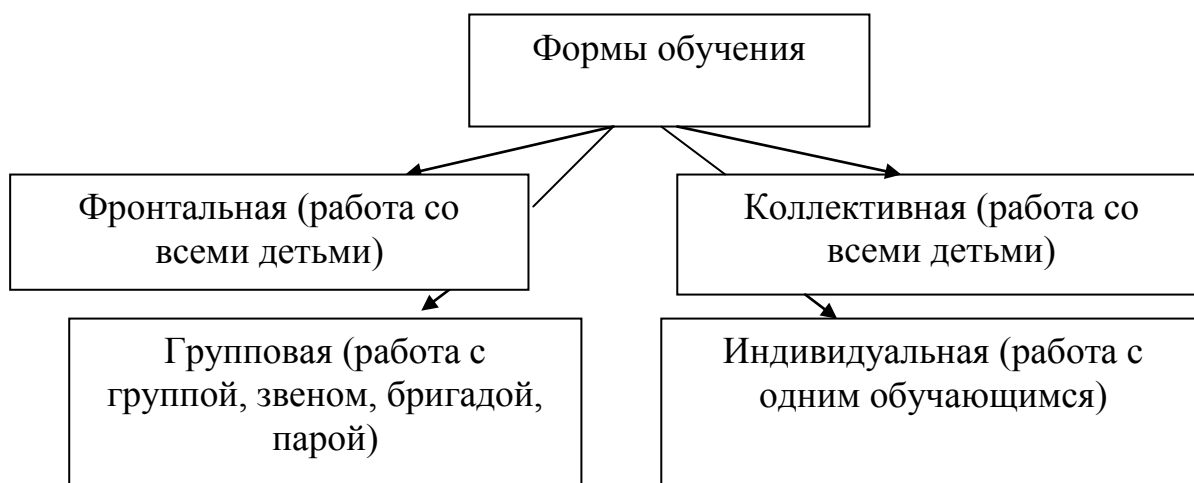 Формы обучения
Фронтальная (работа со
всеми детьми)
Коллективная (работа со
всеми детьми)
Групповая (работа с
группой, звеном, бригадой,
парой)
Индивидуальная (работа с
одним обучающимся)